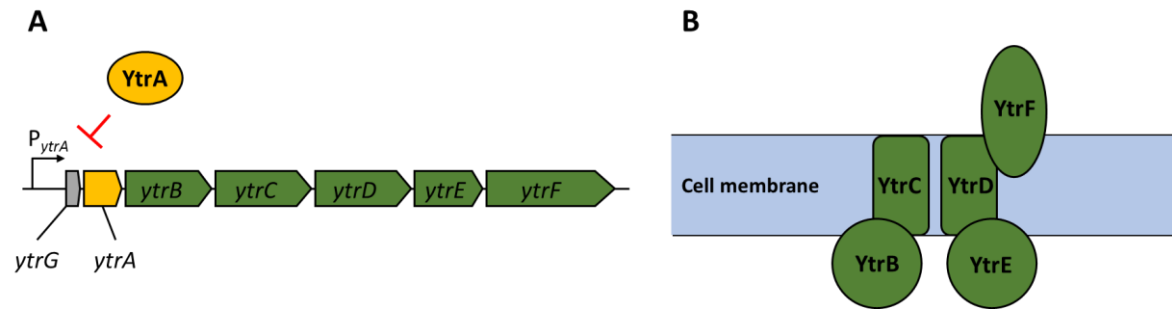 A
YtrA
PytrA
ytrB ytrC ytrD ytrE ytrF
ytrG ytrA
B
YtrF
Cell membrane YtrC YtrD
YtrB YtrE